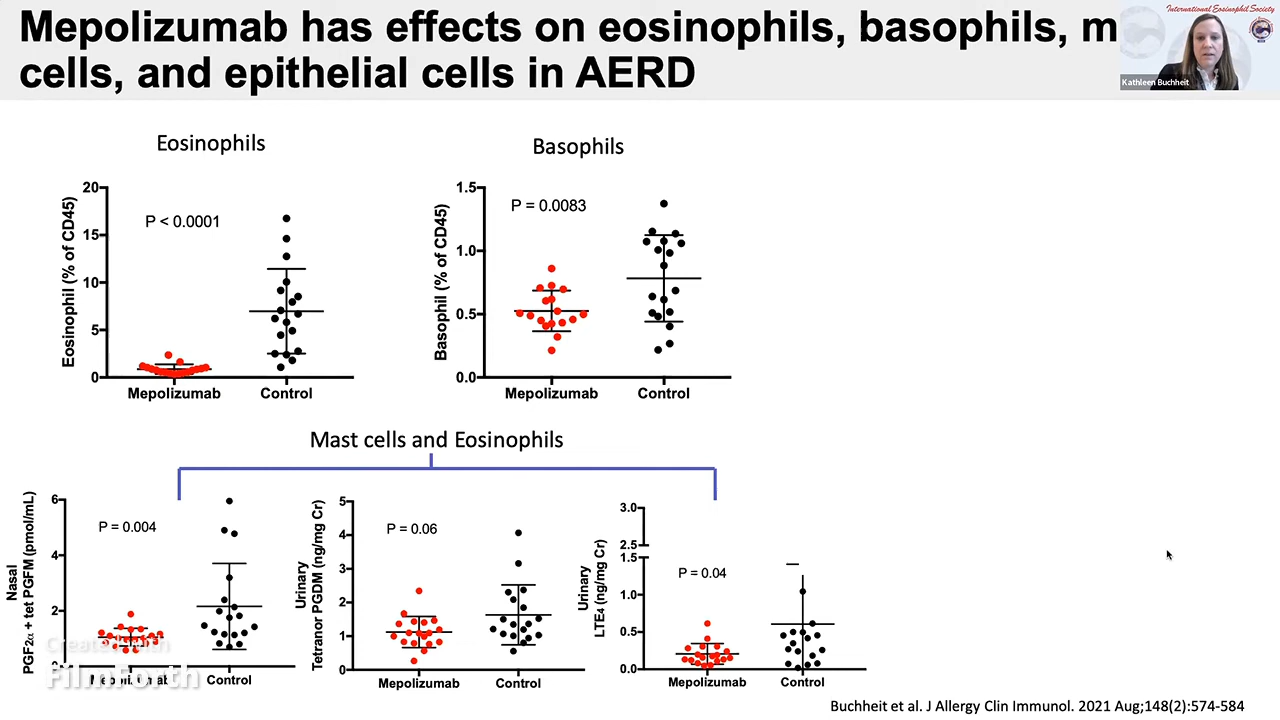 Mepolizumab has effects on eosinophils, basophils, m
cells, and epithelial cells in AERD
International Eosinophil Society
Kathleen Buchheit
Eosinophils
Eosinophil (% of CD45)
20
15
10
5
0
P < 0.0001
Mepolizumab
Control
Basophils
Basophil (% of CD45)
1.5
1.0
0.5
0.0
P = 0.0083
Mepolizumab
Control
Mast cells and Eosinophils
Nasal
PGF2α + tet PGFM (pmol/mL)
6
4
2
0
P = 0.004
Mepolizumab
Control
Urinary
Tetranor PGDM (ng/mg Cr)
5
4
3
2
1
0
P = 0.06
Mepolizumab
Control
Urinary
LTE4 (ng/mg Cr)
3.0
2.5
1.5
1.0
0.5
0.0
P = 0.04
Mepolizumab
Control
Created with
FilmForth
Buchheit et al. J Allergy Clin Immunol. 2021 Aug;148(2):574-584